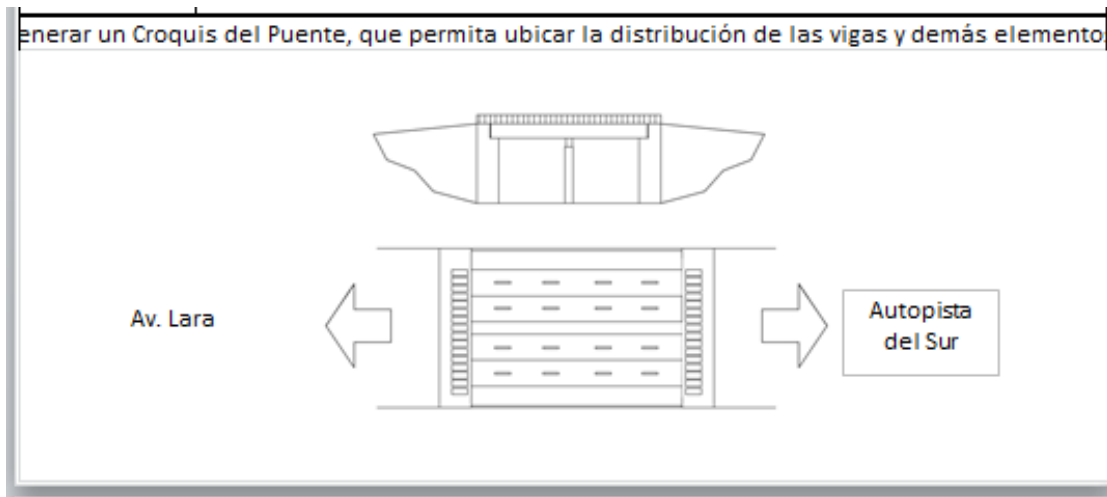 enerar un Croquis del Puente, que permita ubicar la distribución de las vigas y demás elemento
Av. Lara
Autopista
del Sur